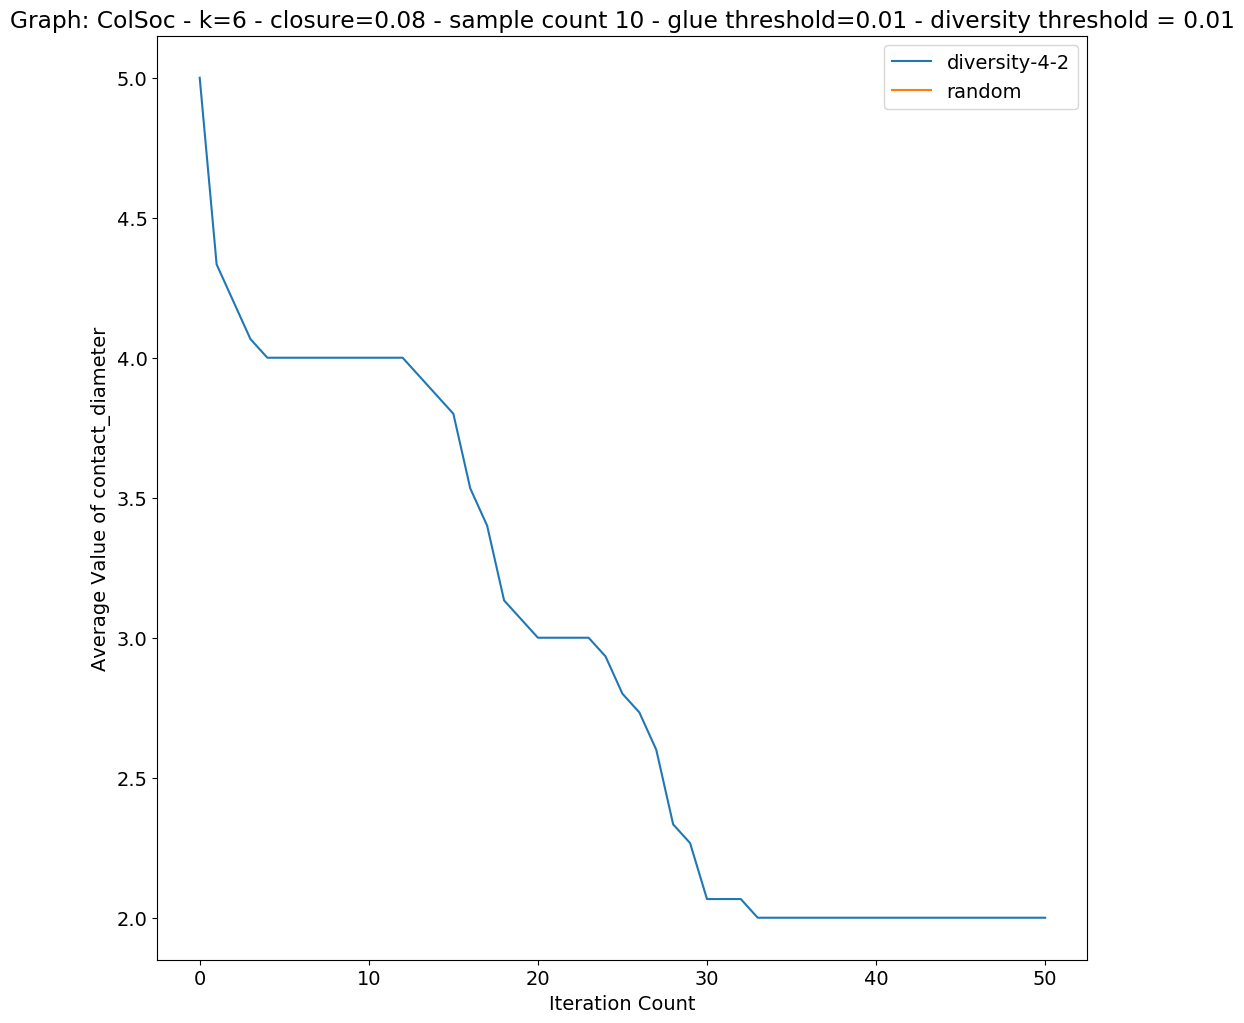 Graph: ColSoc - k=6 - closure=0.08 - sample count 10 - glue threshold=0.01 - diversity threshold = 0.01
diversity-4-2
random
5.0
4.5
4.0
3.5
3.0
2.5
2.0
Average Value of contact_diameter
0 10 20 30 40 50
Iteration Count